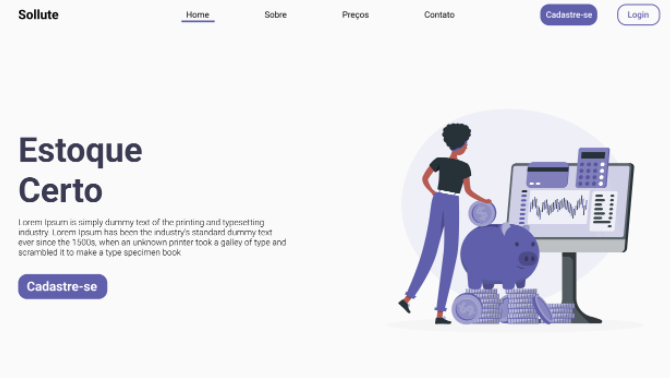 Sollute
Home
Sobre
Preços
Contato
Cadastre-se
Login
Estoque
Certo
Lorem Ipsum is simply dummy text of the printing and typesetting
industry. Lorem Ipsum has been the industry's standard dummy text
ever since the 1500s, when an unknown printer took a galley of type and
scrambled it to make a type specimen book
Cadastre-se